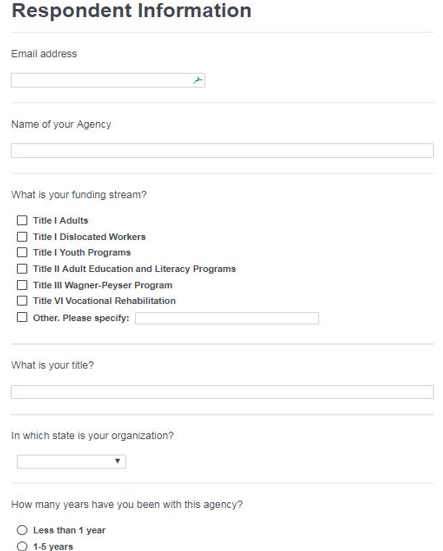 Respondent Information
Email address
Name of your Agency
What is your funding stream?
Title I Adults
Title I Dislocated Workers
Title I Youth Programs
Title II Adult Education and Literacy Programs
Title III Wagner-Peyser Program
Title VI Vocational Rehabilitation
Other. Please specify:
What is your title?
In which state is your organization?
How many years have you been with this agency?
Less than 1 year
1-5 years